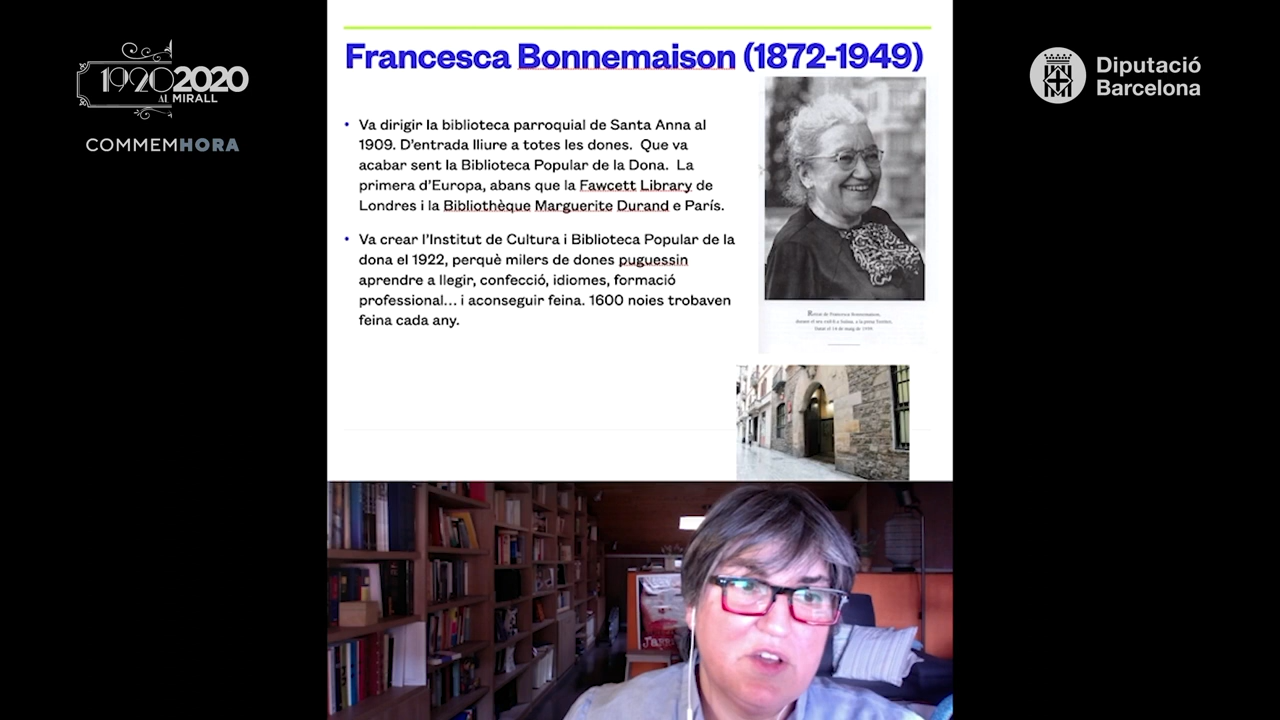 1920 2020
AL MIRALL
COMMEMHORA
Diputació
Barcelona
Francesca Bonnemaison (1872-1949)
• Va dirigir la biblioteca parroquial de Santa Anna al
1909. D'entrada lliure a totes les dones. Que va
acabar sent la Biblioteca Popular de la Dona. La
primera d'Europa, abans que la Fawcett Library de
Londres i la Bibliothèque Marguerite Durand e París.
• Va crear l'Institut de Cultura i Biblioteca Popular de la
dona el 1922, perquè milers de dones puguessin
aprendre a llegir, confecció, idiomes, formació
professional... i aconseguir feina. 1600 noies trobaven
feina cada any.
Retrat de Francesca Bonnemaison,